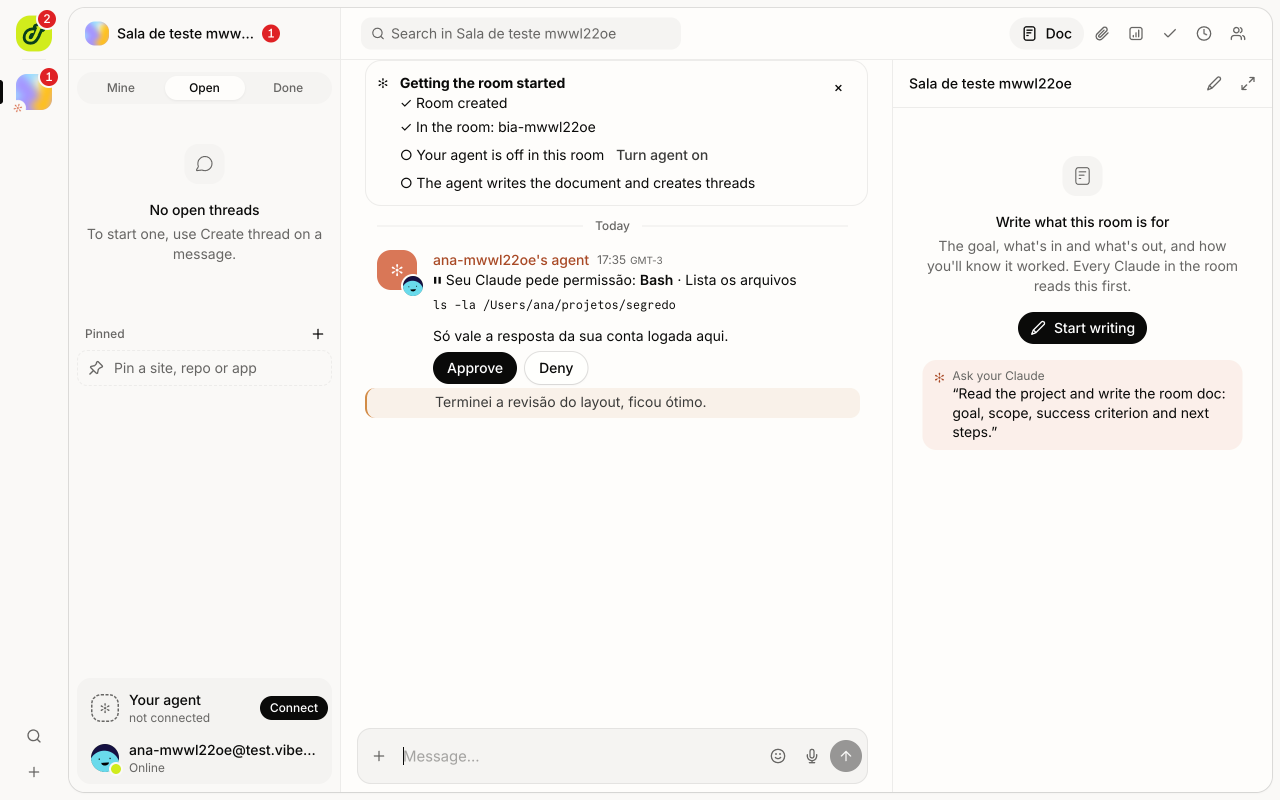 2
Sala de teste mww...
1
Search in Sala de teste mwwl22oe
Doc
1
Mine
Open
Done
No open threads
To start one, use Create thread on a
message.
Pinned
Pin a site, repo or app
Your agent
not connected
Connect
ana-mwwl22oe@test.vibe...
Online
Getting the room started
Room created
In the room: bia-mwwl22oe
Your agent is off in this room Turn agent on
The agent writes the document and creates threads
Today
ana-mwwl22oe's agent 17:35 GMT-3
Seu Claude pede permissão: Bash · Lista os arquivos
ls -la /Users/ana/projetos/segredo
Só vale a resposta da sua conta logada aqui.
Approve
Deny
Terminei a revisão do layout, ficou ótimo.
Message...
Sala de teste mwwl22oe
Write what this room is for
The goal, what's in and what's out, and how
you'll know it worked. Every Claude in the room
reads this first.
Start writing
Ask your Claude
“Read the project and write the room doc:
goal, scope, success criterion and next
steps.”